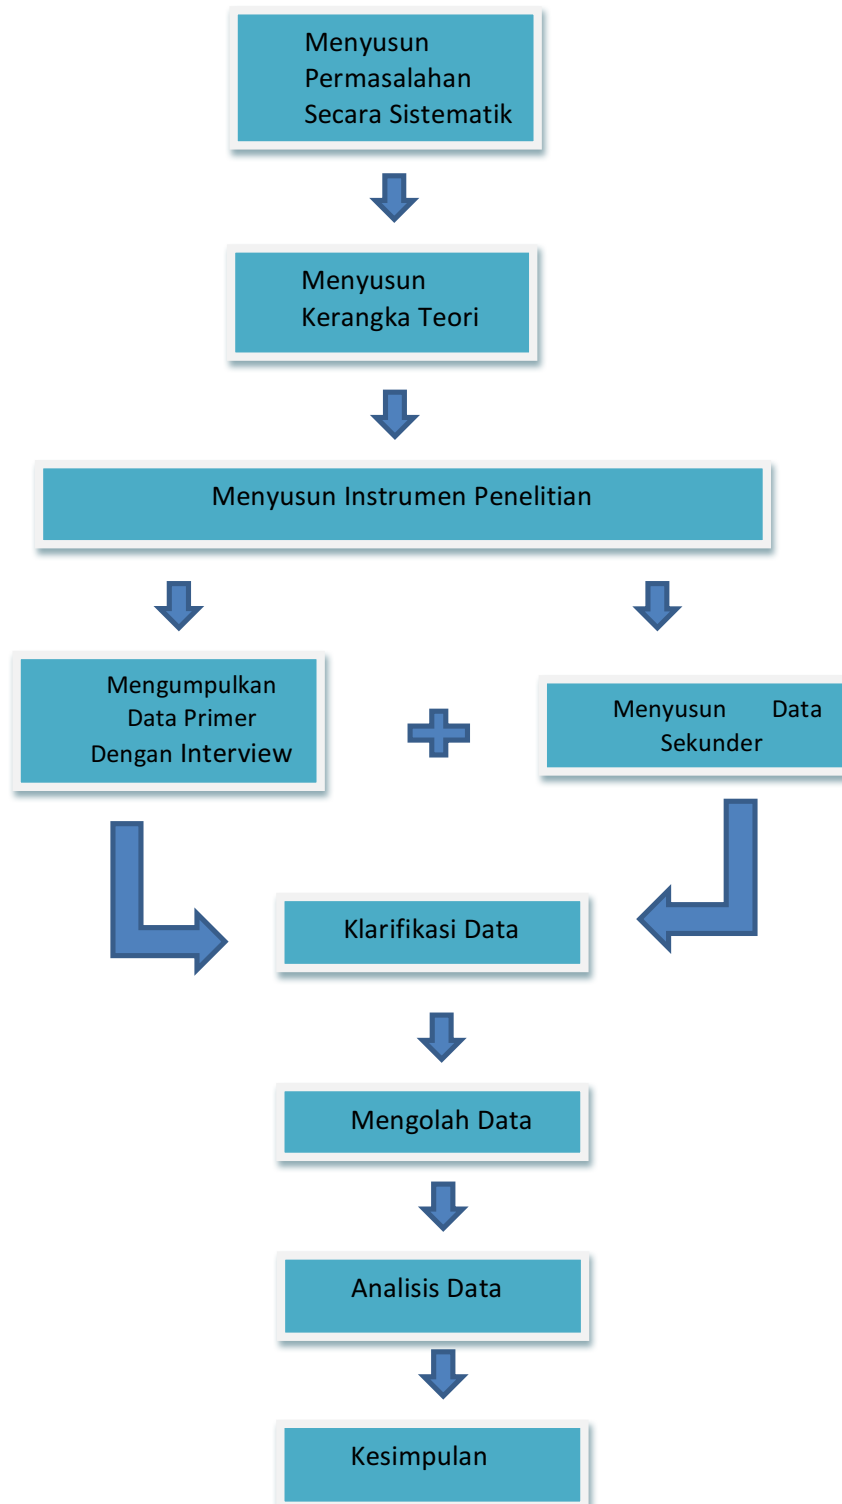 Menyusun
Permasalahan
Secara Sistematik
Menyusun
Kerangka Teori
Menyusun Instrumen Penelitian
Mengumpulkan
Data Primer
Dengan Interview
Menyusun Data
Sekunder
Klarifikasi Data
Mengolah Data
Analisis Data
Kesimpulan